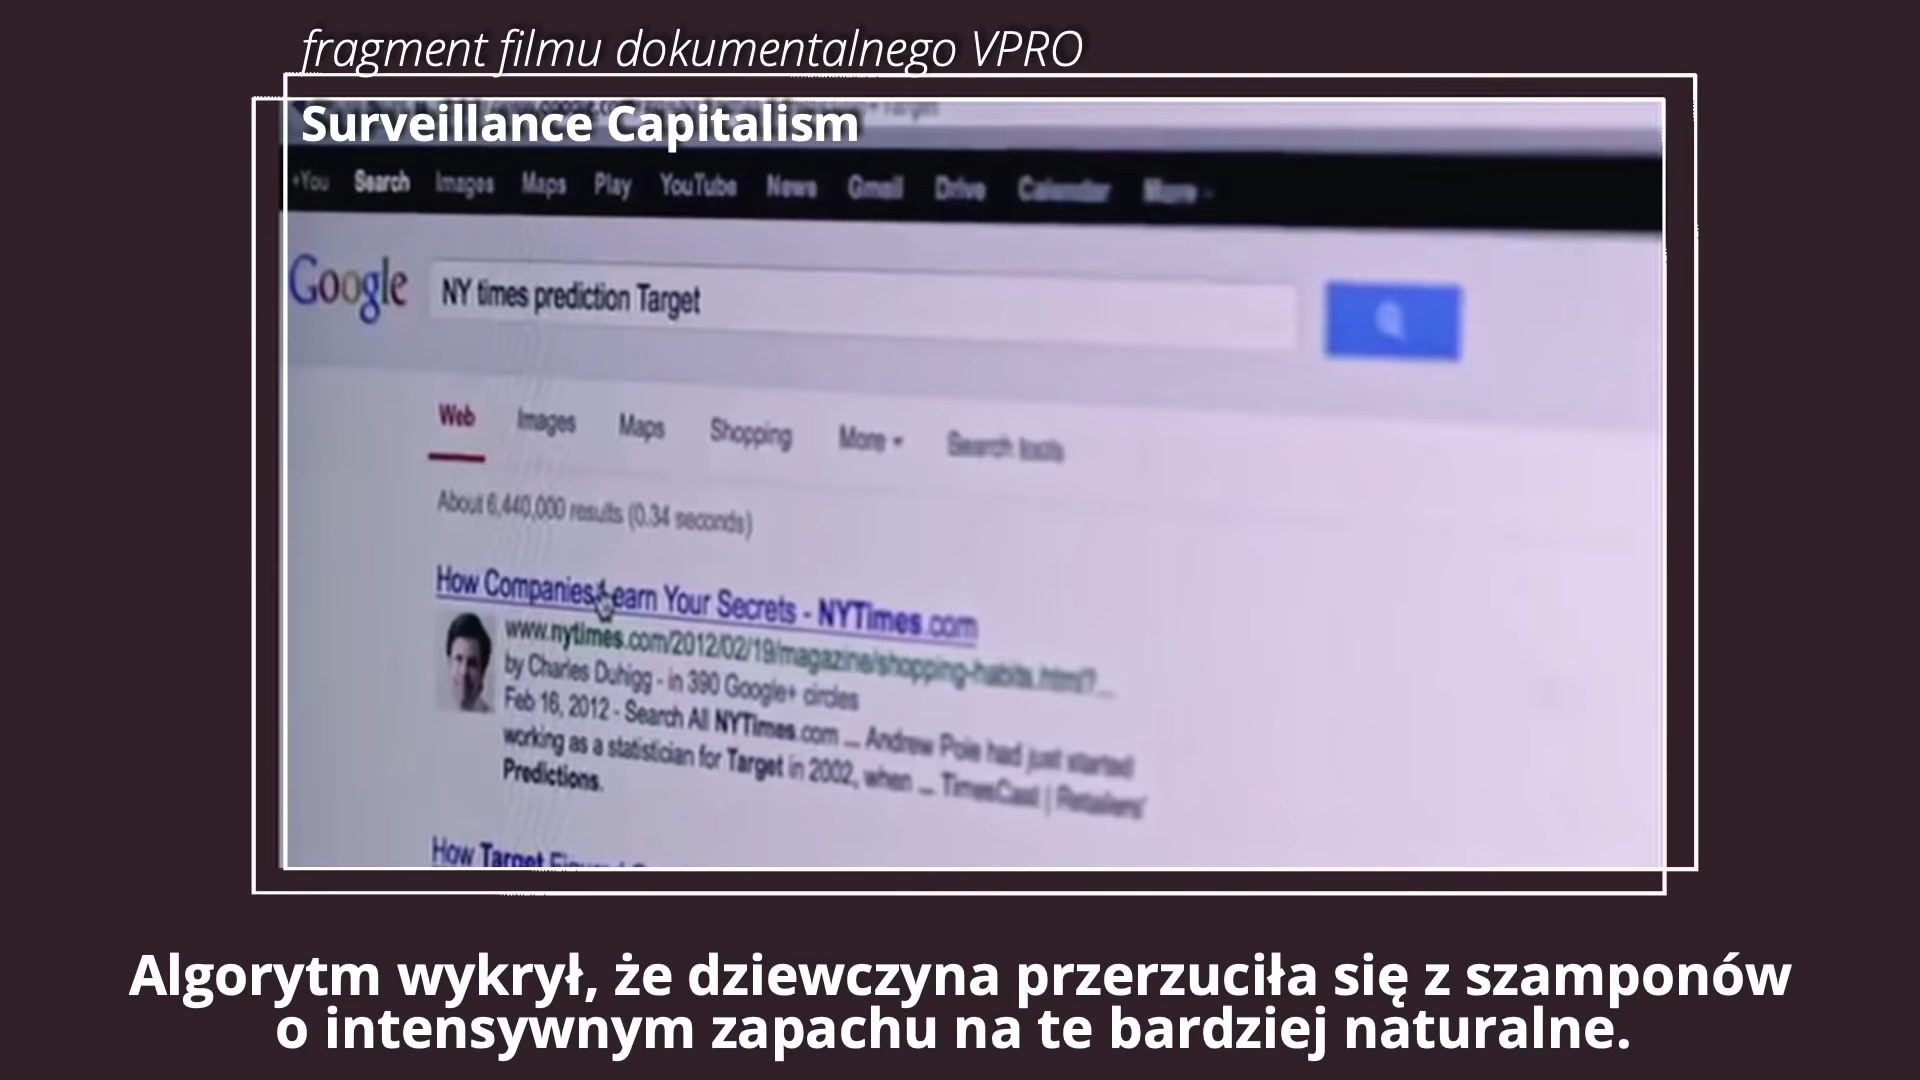 fragment filmu dokumentalnego VPRO
Surveillance Capitalism
+You Search Images Maps Play YouTube News Gmail Drive Calendar More
Google NY times prediction Target
Web Images Maps Shopping More Search tools
About 6,440,000 results (0.34 seconds)
How Companies Learn Your Secrets - NYTimes.com
www.nytimes.com/2012/02/19/magazine/shopping-habits.html?...
by Charles Duhigg - in 390 Google+ circles
Feb 16, 2012 - Search All NYTimes.com ... Andrew Pole had just started
working as a statistician for Target in 2002, when ... TimesCast | Retailers'
Predictions.
How Target Figured
Algorytm wykrył, że dziewczyna przerzuciła się z szamponów
o intensywnym zapachu na te bardziej naturalne.